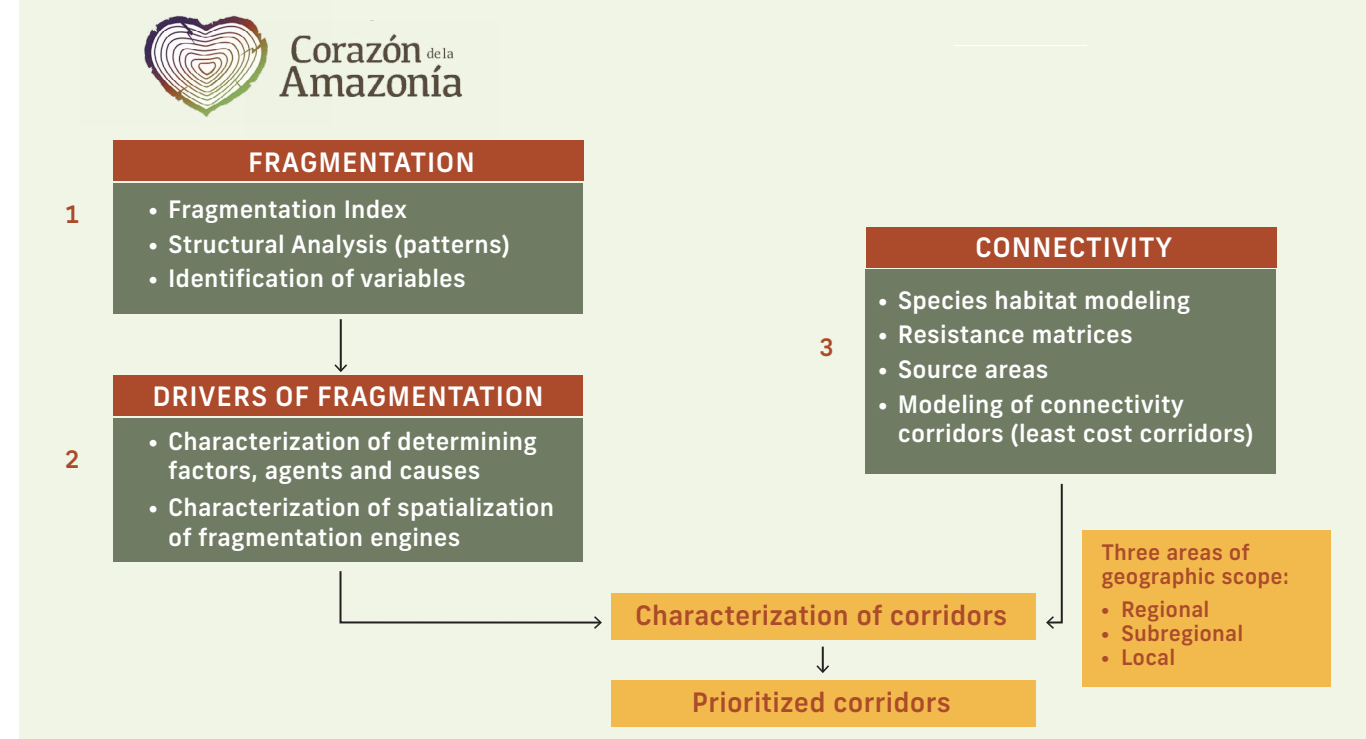 Corazón de la
Amazonía
FRAGMENTATION
1
• Fragmentation Index
• Structural Analysis (patterns)
• Identification of variables
DRIVERS OF FRAGMENTATION
2
• Characterization of determining
factors, agents and causes
• Characterization of spatialization
of fragmentation engines
CONNECTIVITY
3
• Species habitat modeling
• Resistance matrices
• Source areas
• Modeling of connectivity
corridors (least cost corridors)
Three areas of
geographic scope:
• Regional
• Subregional
• Local
Characterization of corridors
Prioritized corridors